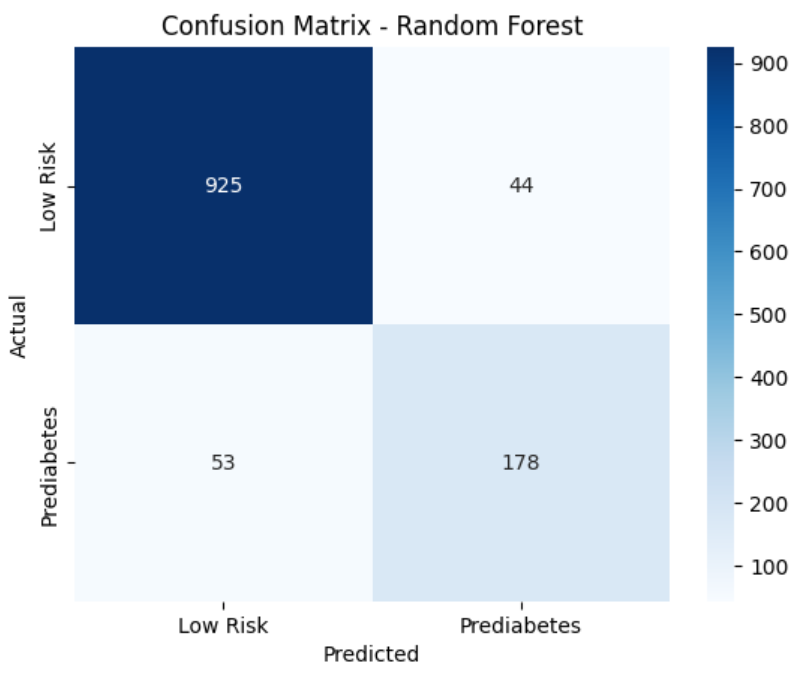 Confusion Matrix - Random Forest
Actual
Low Risk
Prediabetes
925
44
53
178
Low Risk
Prediabetes
Predicted
900
800
700
600
500
400
300
200
100